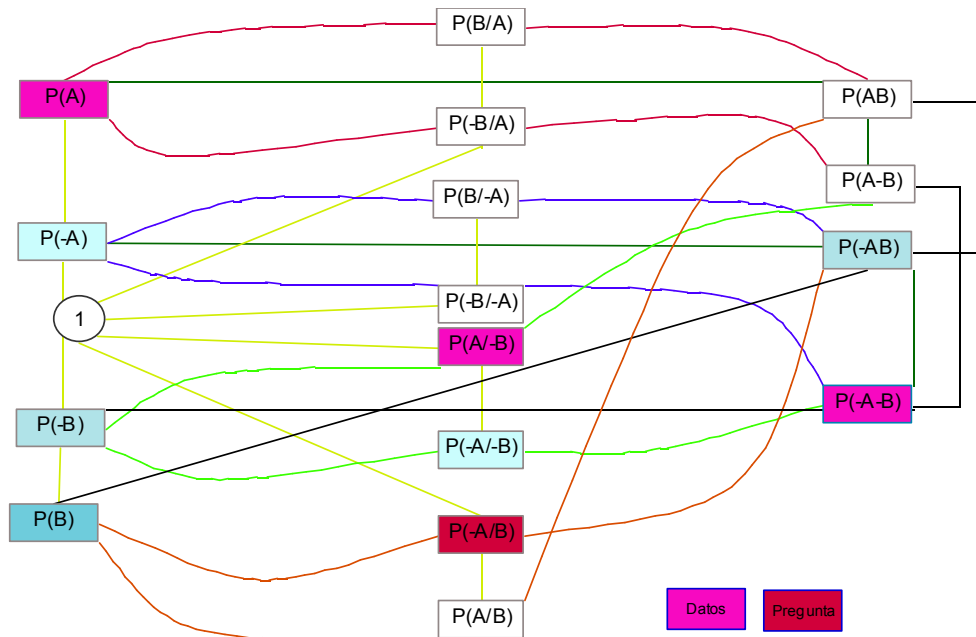 P(B/A)
P(A)
P(AB)
P(-B/A)
P(A-B)
P(B/-A)
P(-A)
P(-AB)
P(-B/-A)
1
P(A/-B)
P(-A-B)
P(-B)
P(-A/-B)
P(B)
P(-A/B)
P(A/B)
Datos
Pregunta